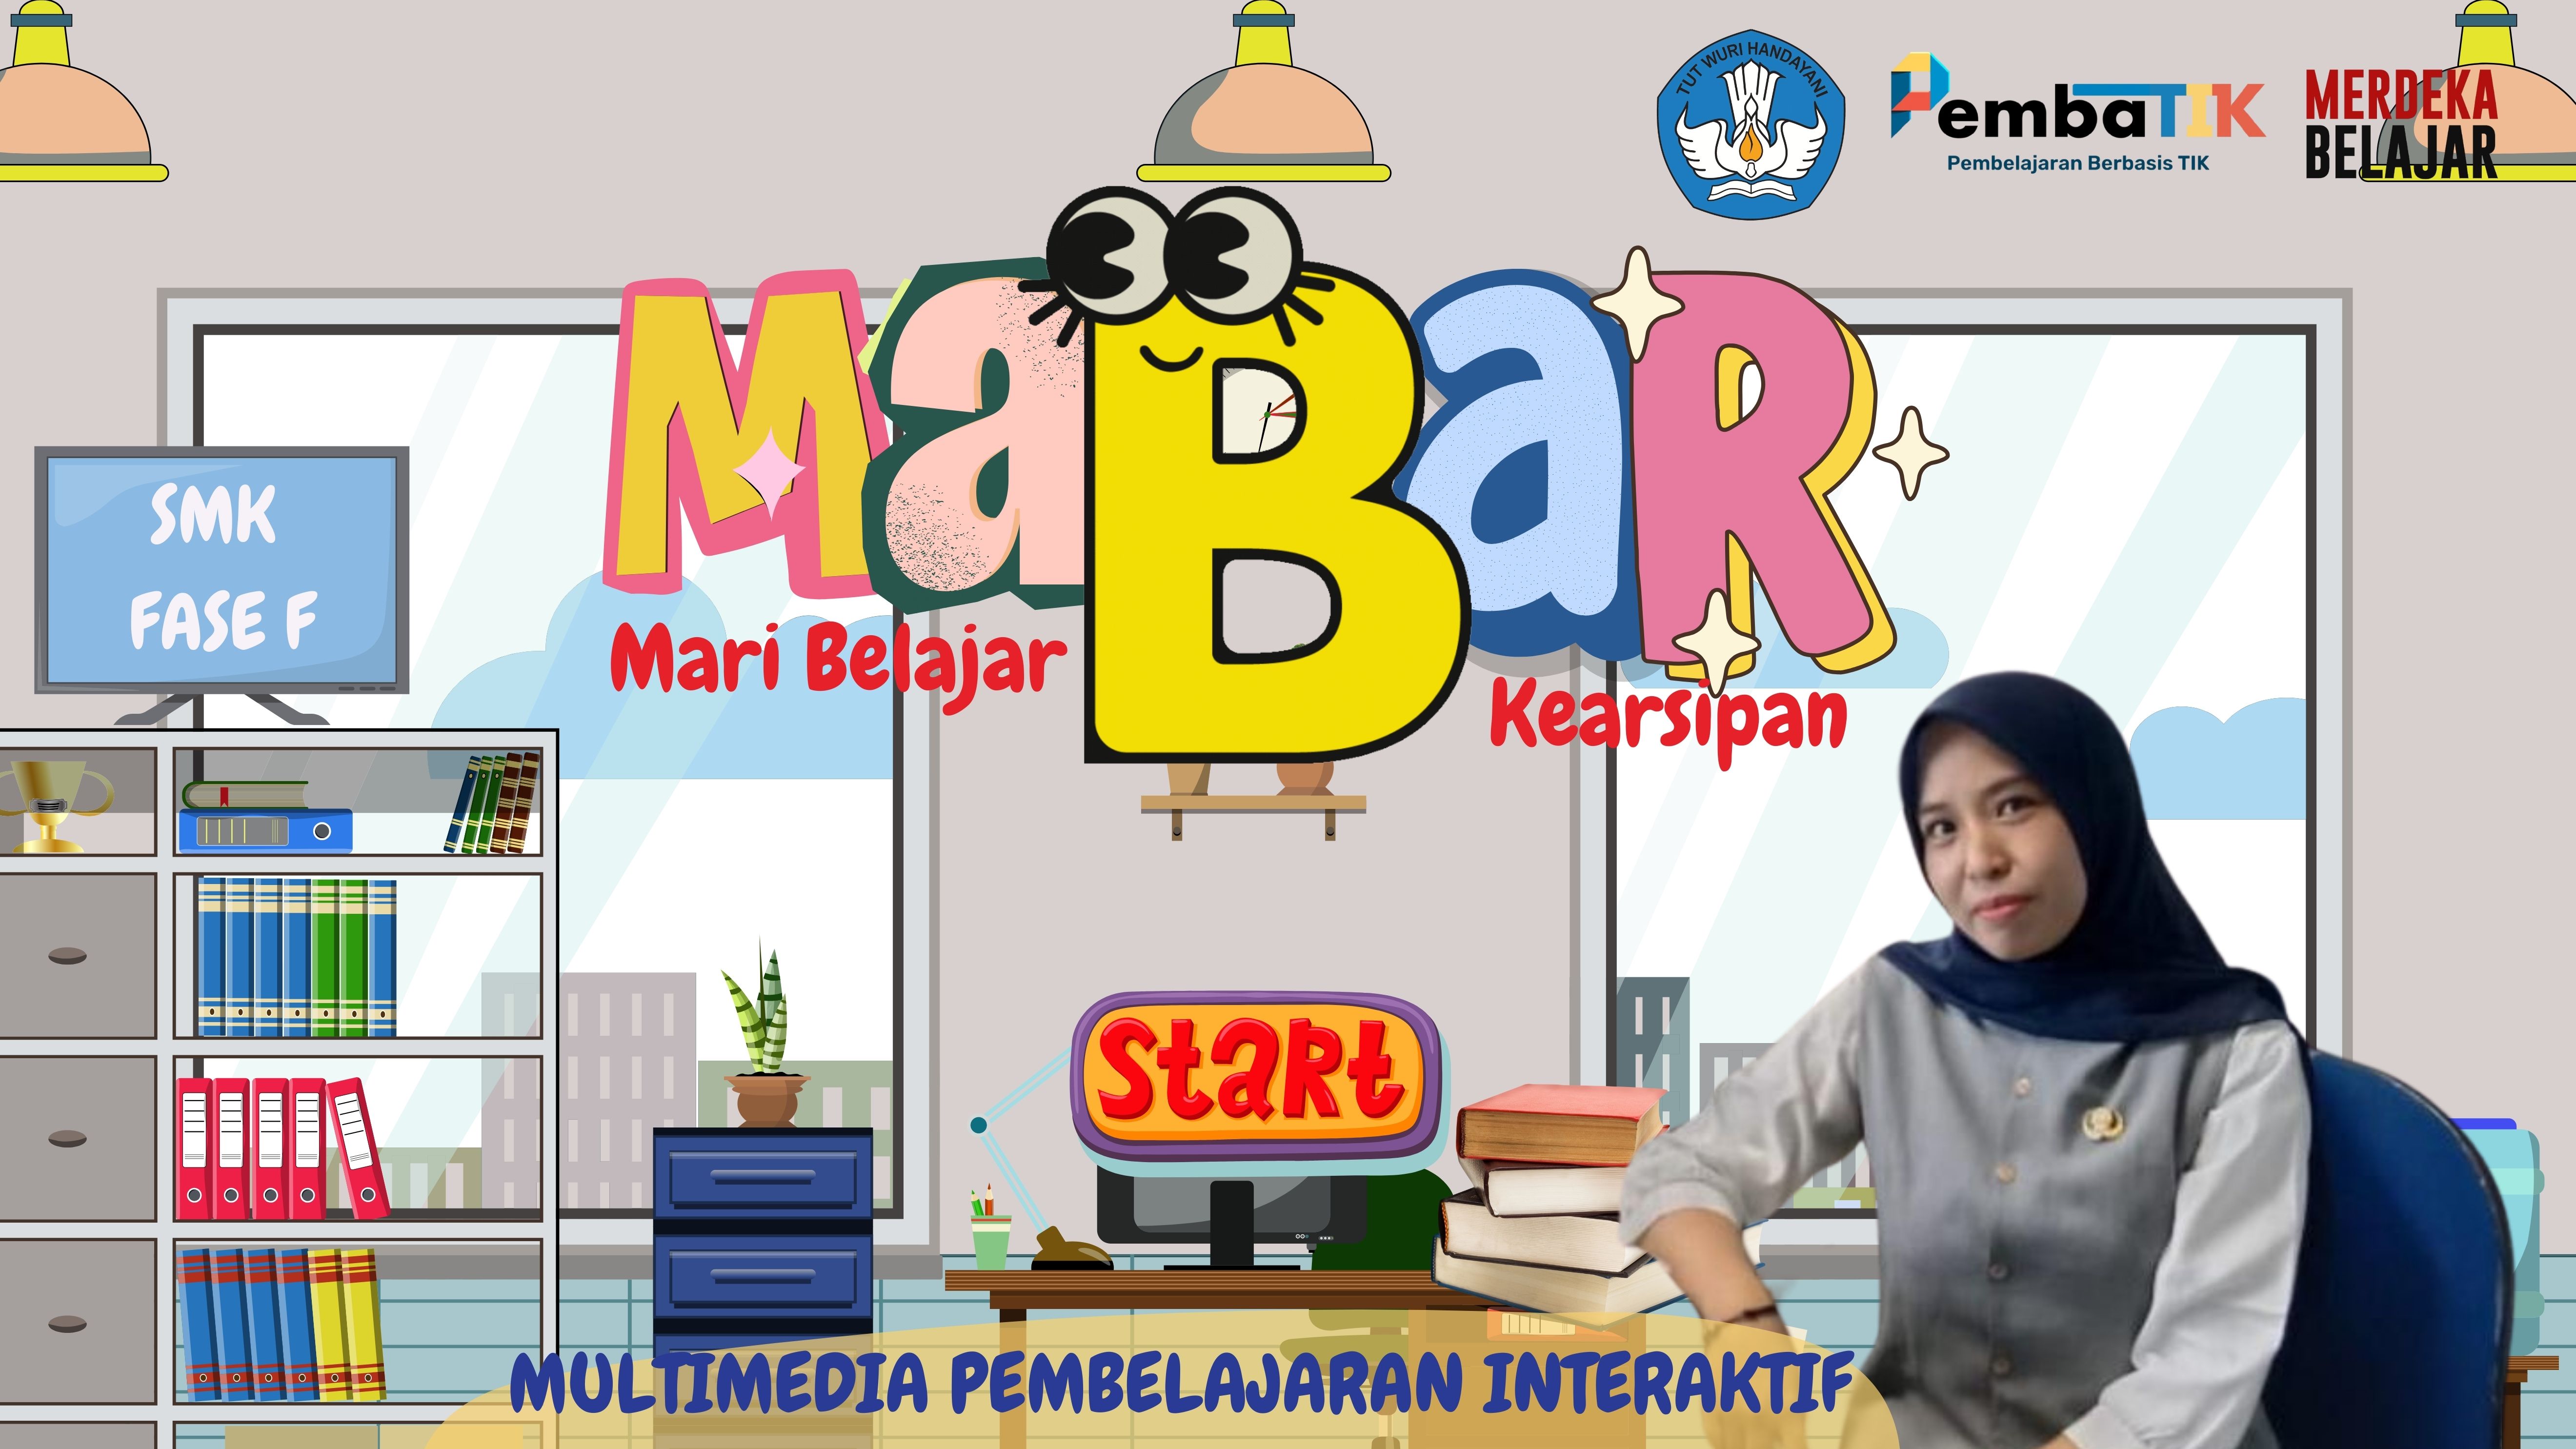 TUT WURI HANDAYANI
PembaTIK
Pembelajaran Berbasis TIK
MERDEKA
BELAJAR
MaBaR
Mari Belajar
Kearsipan
SMK
FASE F
Start
MULTIMEDIA PEMBELAJARAN INTERAKTIF